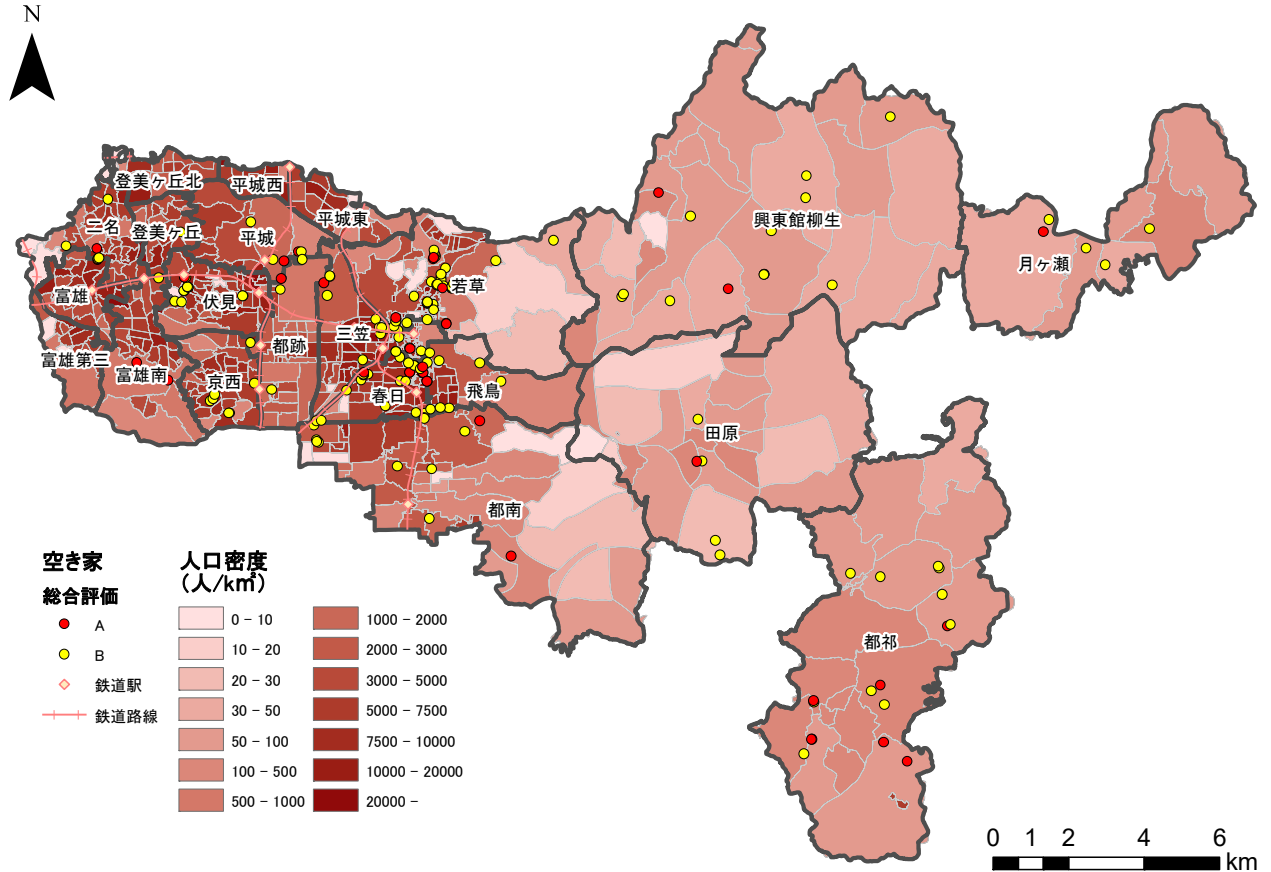 N
登美ヶ丘北
平城西
平城東
二名
登美ヶ丘
平城
興東館柳生
月ヶ瀬
若草
富雄
伏見
三笠
都跡
富雄第三
富雄南
京西
春日
飛鳥
田原
都南
都祁
空き家
総合評価
A
B
鉄道駅
鉄道路線
人口密度
(人/k㎡)
0 - 10
10 - 20
20 - 30
30 - 50
50 - 100
100 - 500
500 - 1000
1000 - 2000
2000 - 3000
3000 - 5000
5000 - 7500
7500 - 10000
10000 - 20000
20000 -
0 1 2 4 6
km